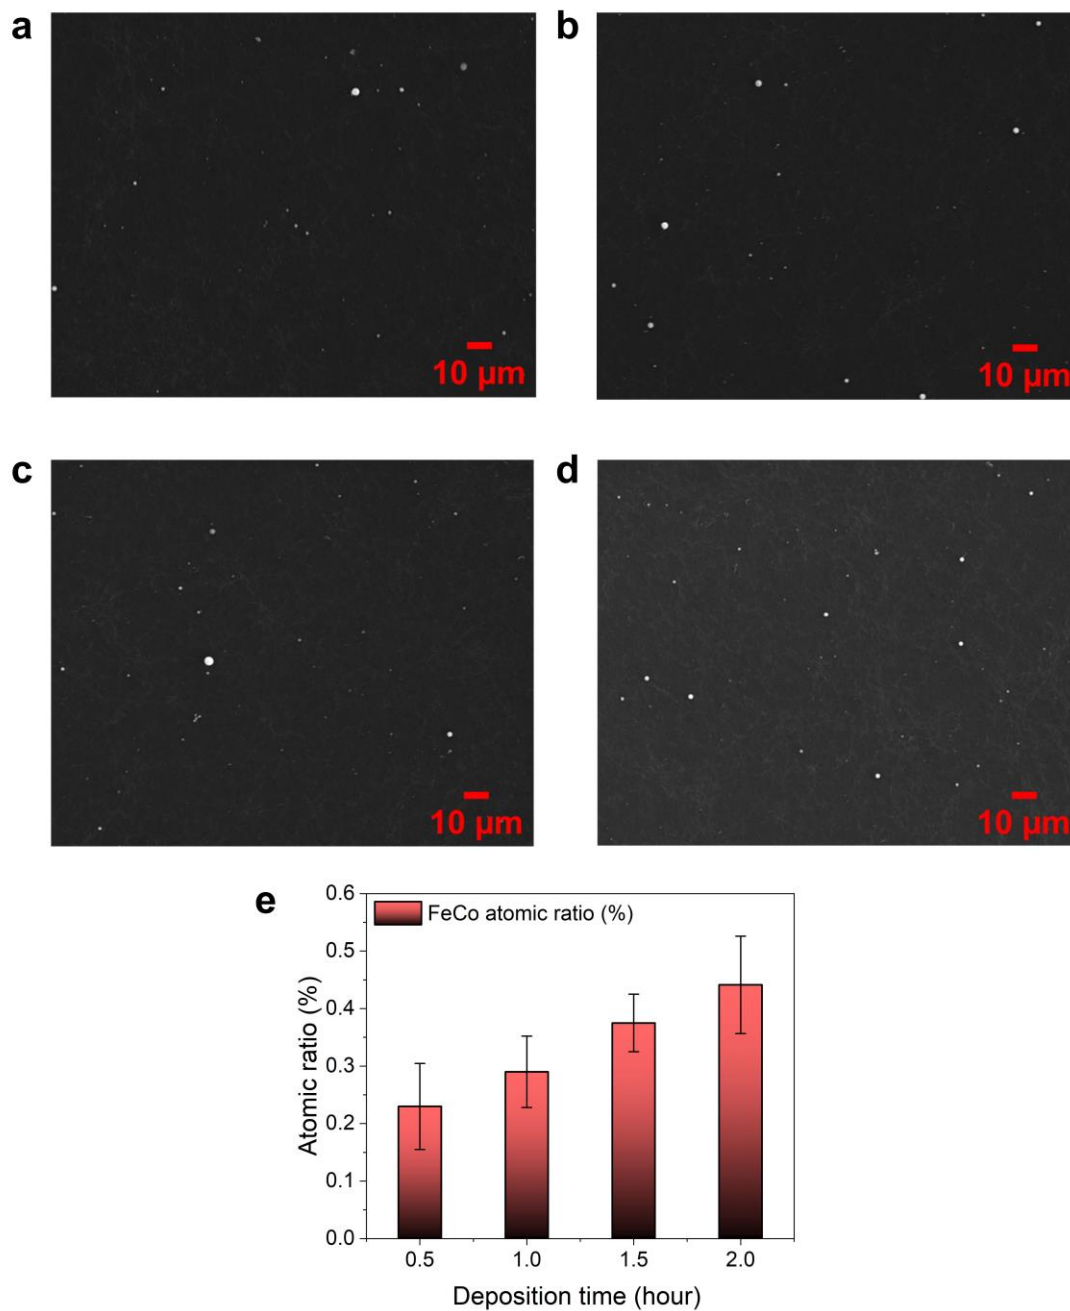 a
b
10 µm
10 µm
c
d
10 µm
10 µm
e
0.6
FeCo atomic ratio (%)
0.5
0.4
0.3
0.2
0.1
0.0
Atomic ratio (%)
0.5 1.0 1.5 2.0
Deposition time (hour)